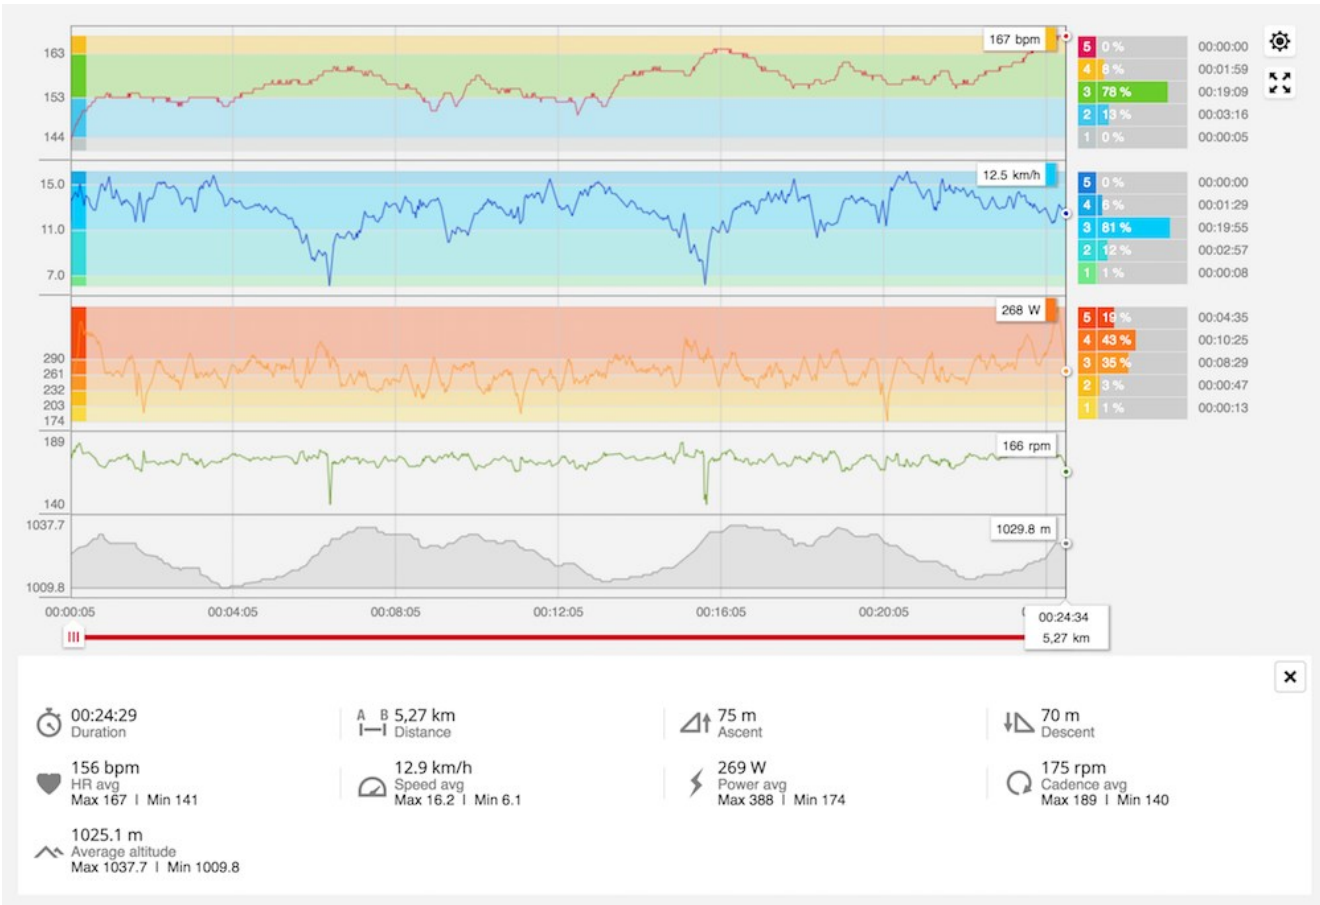 163
153
144
167 bpm
5 0 % 00:00:00
4 8 % 00:01:59
3 78 % 00:19:09
2 13 % 00:03:16
1 0 % 00:00:05
15.0
11.0
7.0
12.5 km/h
5 0 % 00:00:00
4 6 % 00:01:29
3 81 % 00:19:55
2 12 % 00:02:57
1 1 % 00:00:08
290
261
232
203
174
268 W
5 19 % 00:04:35
4 43 % 00:10:25
3 35 % 00:08:29
2 3 % 00:00:47
1 1 % 00:00:13
189
140
166 rpm
1037.7
1009.8
1029.8 m
00:00:05 00:04:05 00:08:05 00:12:05 00:16:05 00:20:05
00:24:34
5,27 km
00:24:29
Duration
A B 5,27 km
Distance
75 m
Ascent
70 m
Descent
156 bpm
HR avg
Max 167 | Min 141
12.9 km/h
Speed avg
Max 16.2 | Min 6.1
269 W
Power avg
Max 388 | Min 174
175 rpm
Cadence avg
Max 189 | Min 140
1025.1 m
Average altitude
Max 1037.7 | Min 1009.8